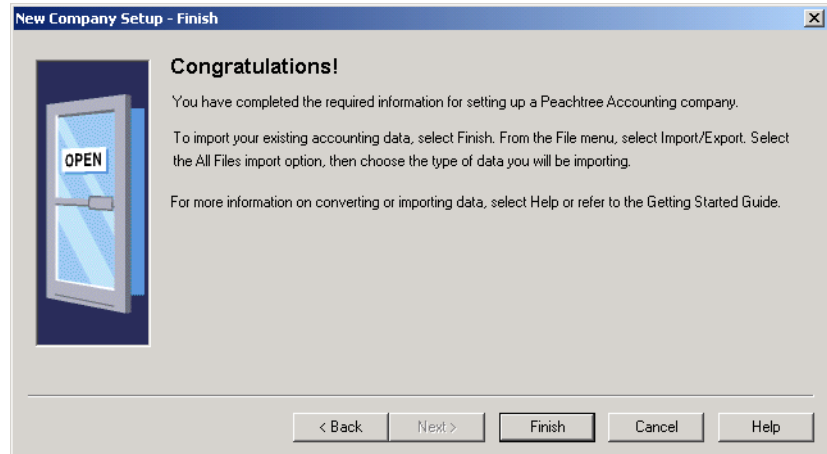 New Company Setup - Finish
Congratulations!
You have completed the required information for setting up a Peachtree Accounting company.
To import your existing accounting data, select Finish. From the File menu, select Import/Export. Select
the All Files import option, then choose the type of data you will be importing.
OPEN
For more information on converting or importing data, select Help or refer to the Getting Started Guide.
< Back Next > Finish Cancel Help